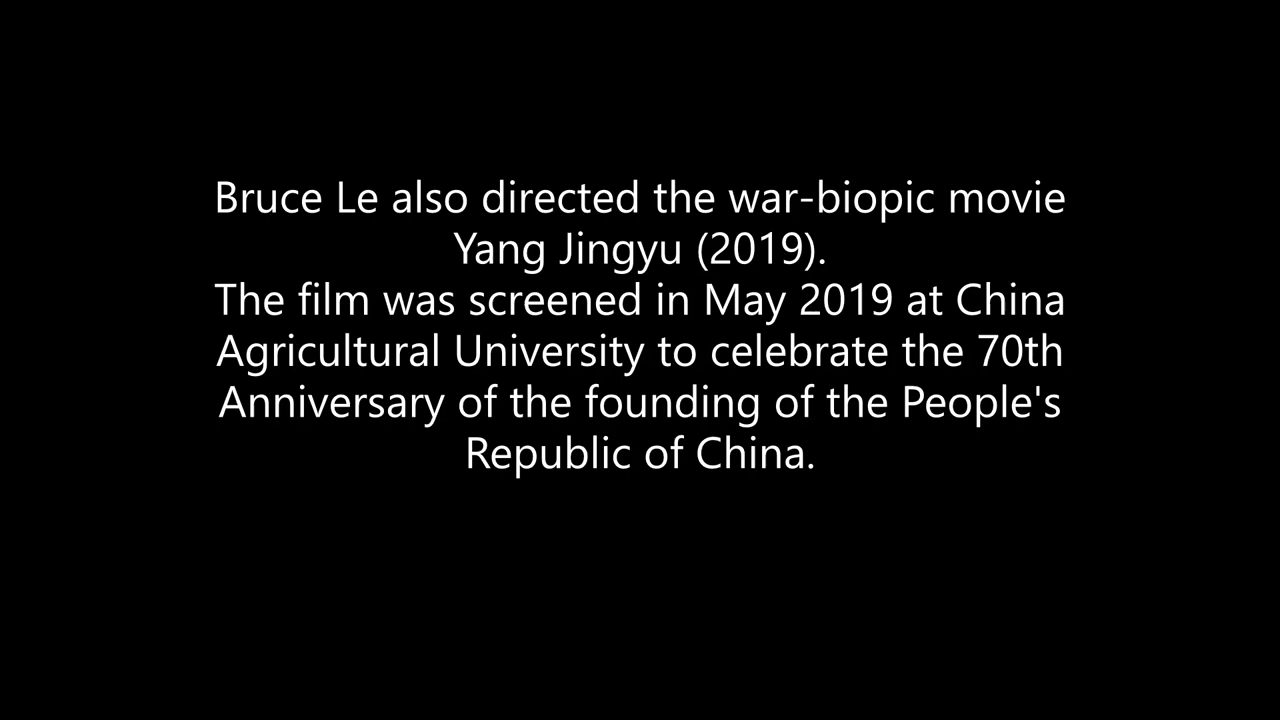 Bruce Le also directed the war-biopic movie
Yang Jingyu (2019).
The film was screened in May 2019 at China
Agricultural University to celebrate the 70th
Anniversary of the founding of the People's
Republic of China.